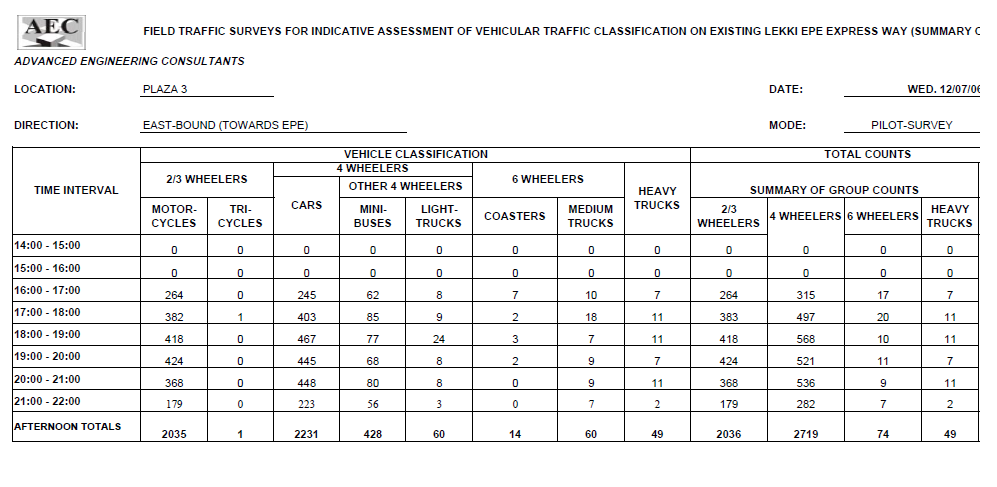 AEC
FIELD TRAFFIC SURVEYS FOR INDICATIVE ASSESSMENT OF VEHICULAR TRAFFIC CLASSIFICATION ON EXISTING LEKKI EPE EXPRESS WAY (SUMMARY
ADVANCED ENGINEERING CONSULTANTS
LOCATION: PLAZA 3 DATE: WED. 12/07/06
DIRECTION: EAST-BOUND (TOWARDS EPE) MODE: PILOT-SURVEY
VEHICLE CLASSIFICATION TOTAL COUNTS
TIME INTERVAL 2/3 WHEELERS 4 WHEELERS 6 WHEELERS HEAVY TRUCKS SUMMARY OF GROUP COUNTS
CARS OTHER 4 WHEELERS
MOTOR-CYCLES TRI-CYCLES MINI-BUSES LIGHT-TRUCKS COASTERS MEDIUM TRUCKS 2/3 WHEELERS 4 WHEELERS 6 WHEELERS HEAVY TRUCKS
14:00 - 15:00 0 0 0 0 0 0 0 0 0 0 0 0
15:00 - 16:00 0 0 0 0 0 0 0 0 0 0 0 0
16:00 - 17:00 264 0 245 62 8 7 10 7 264 315 17 7
17:00 - 18:00 382 1 403 85 9 2 18 11 383 497 20 11
18:00 - 19:00 418 0 467 77 24 3 7 11 418 568 10 11
19:00 - 20:00 424 0 445 68 8 2 9 7 424 521 11 7
20:00 - 21:00 368 0 448 80 8 0 9 11 368 536 9 11
21:00 - 22:00 179 0 223 56 3 0 7 2 179 282 7 2
AFTERNOON TOTALS 2035 1 2231 428 60 14 60 49 2036 2719 74 49